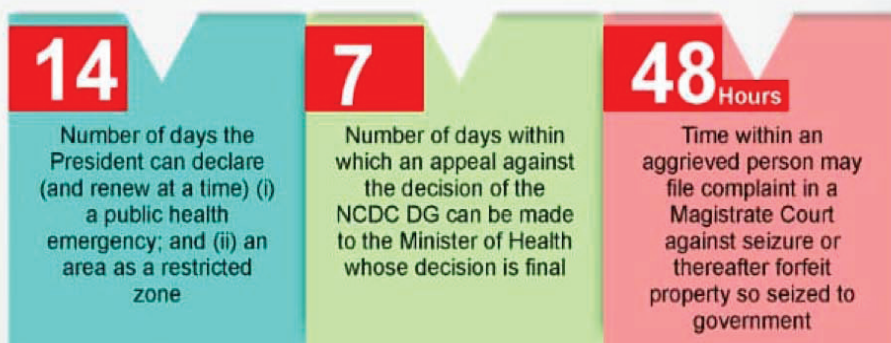 14
Number of days the
President can declare
(and renew at a time) (i)
a public health
emergency; and (ii) an
area as a restricted
zone
7
Number of days within
which an appeal against
the decision of the
NCDC DG can be made
to the Minister of Health
whose decision is final
48 Hours
Time within an
aggrieved person may
file complaint in a
Magistrate Court
against seizure or
thereafter forfeit
property so seized to
government